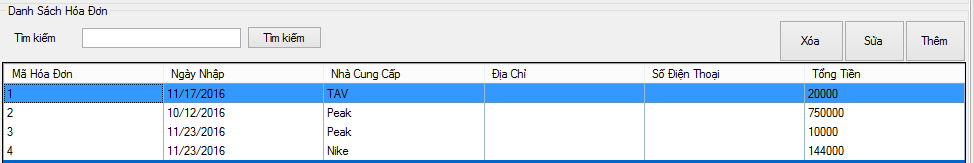 Danh Sách Hóa Đơn
Tìm kiếm Tìm kiếm Xóa Sửa Thêm
Mã Hóa Đơn Ngày Nhập Nhà Cung Cấp Địa Chỉ Số Điện Thoại Tổng Tiền
1 11/17/2016 TAV 20000
2 10/12/2016 Peak 750000
3 11/23/2016 Peak 10000
4 11/23/2016 Nike 144000